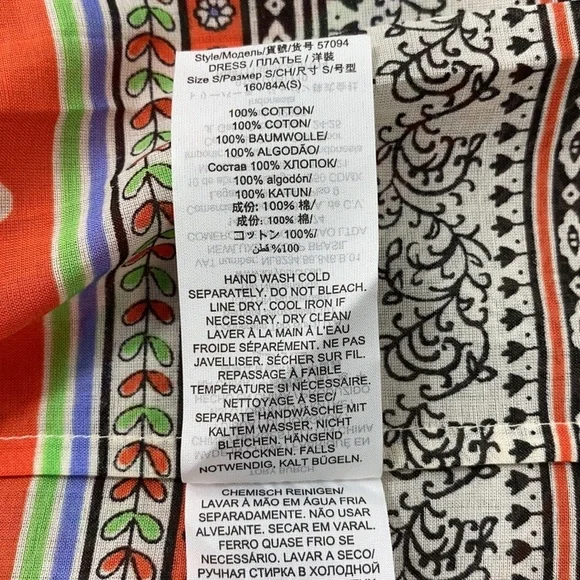 Style/Модель/貨號/货号 57094
DRESS / ПЛАТЬЕ / 洋裝
Size S/Размер S/CH/尺寸 S/号型
160/84A(S)
100% COTTON/
100% COTON/
100% BAUMWOLLE/
100% ALGODÃO/
Состав 100% ХЛОПОК/
100% algodón/
100% KATUN/
成份: 100% 棉/
成份: 100% 棉/
コットン 100%/
%100 قطن
HAND WASH COLD
SEPARATELY. DO NOT BLEACH.
LINE DRY. COOL IRON IF
NECESSARY. DRY CLEAN/
LAVER À LA MAIN À L'EAU
FROIDE SÉPARÉMENT. NE PAS
JAVELLISER. SÉCHER SUR FIL.
REPASSAGE À FAIBLE
TEMPÉRATURE SI NÉCESSAIRE.
NETTOYAGE À SEC/
SEPARATE HANDWÄSCHE MIT
KALTEM WASSER, NICHT
BLEICHEN. HÄNGEND
TROCKNEN. FALLS
NOTWENDIG, KALT BÜGELN.
CHEMISCH REINIGEN/
LAVAR À MÃO EM ÁGUA FRIA
SEPARADAMENTE. NÃO USAR
ALVEJANTE. SECAR EM VARAL.
FERRO QUASE FRIO SE
NECESSÁRIO. LAVAR A SECO/
РУЧНАЯ СТИРКА В ХОЛОДНОЙ